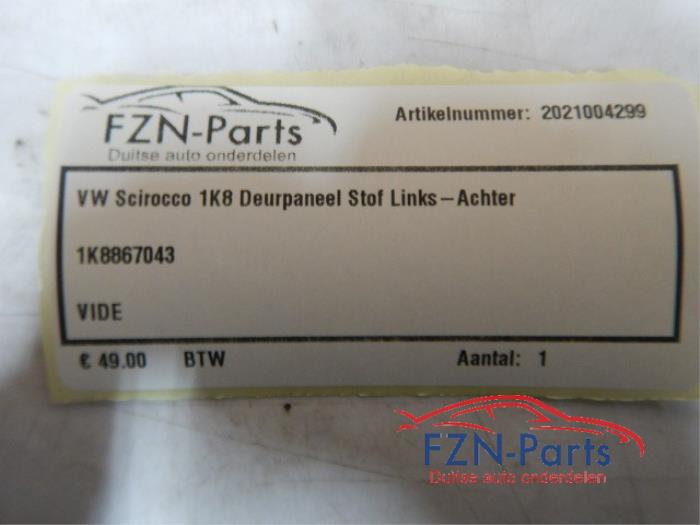 FZN-Parts
Duitse auto onderdelen
Artikelnummer: 2021004299
VW Scirocco 1K8 Deurpaneel Stof Links-Achter
1K8867043
VIDE
€ 49.00 BTW Aantal: 1
FZN-Parts
Duitse auto onderdelen